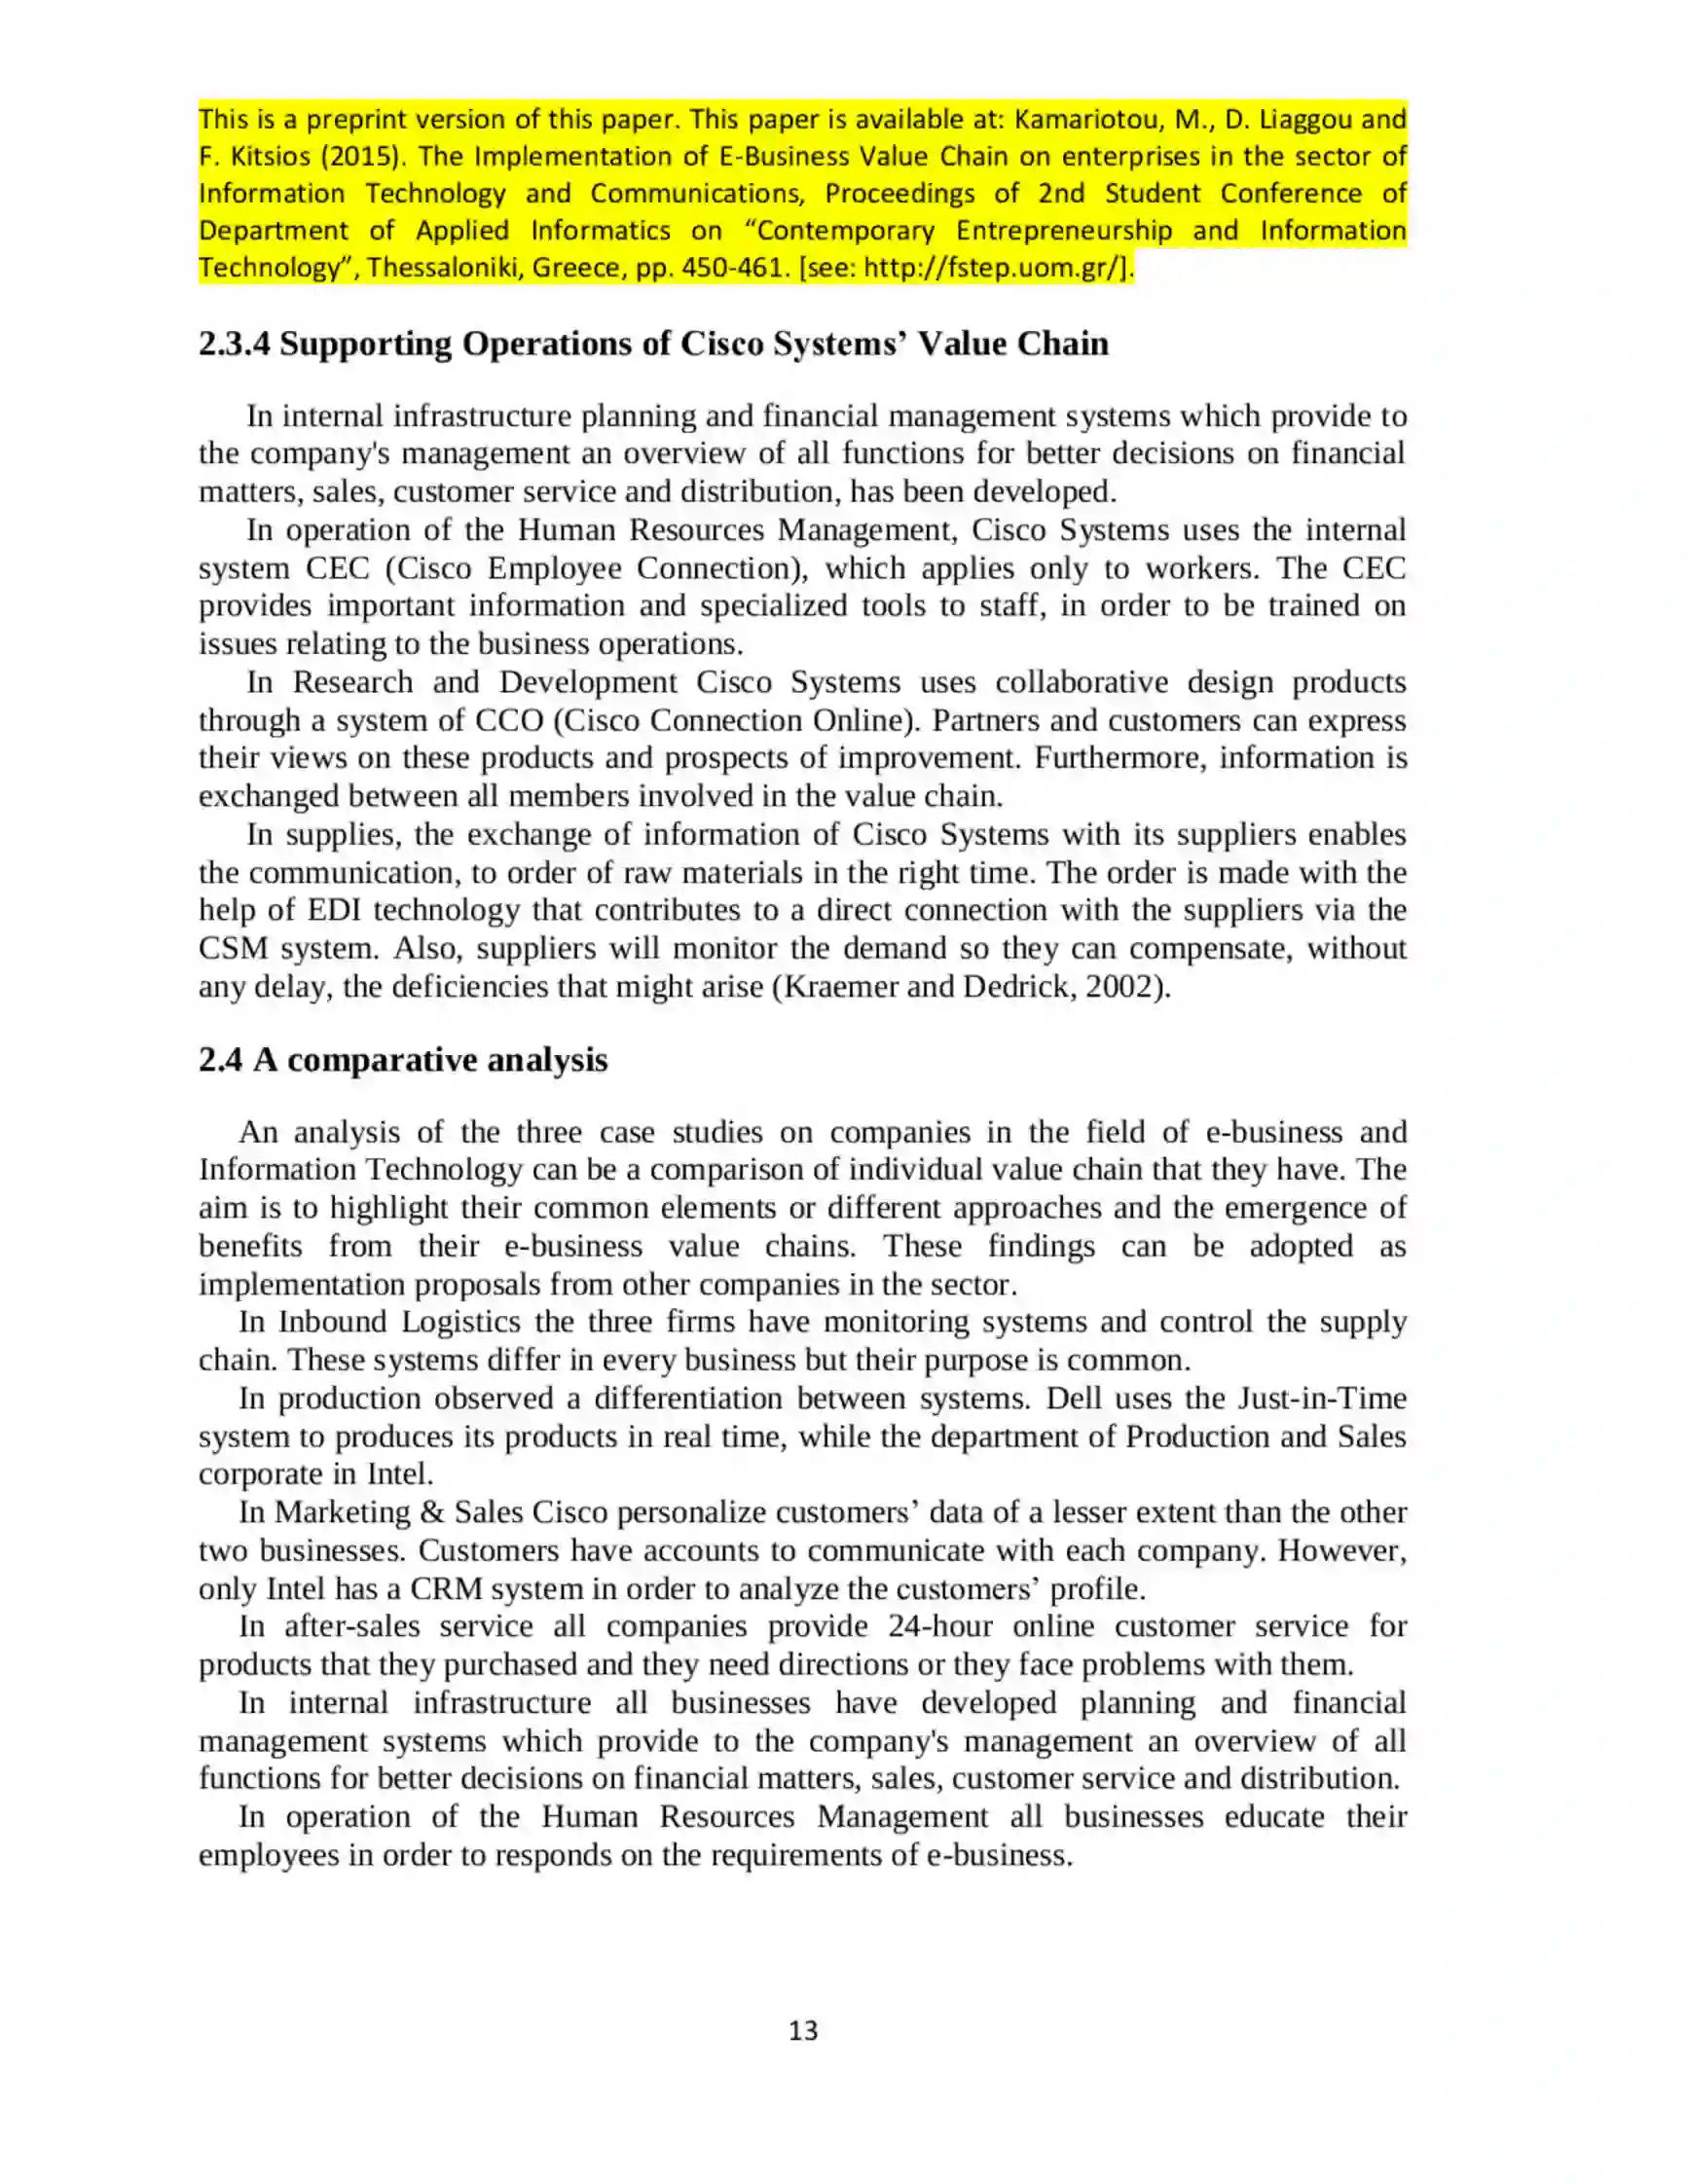 This is a preprint version of this paper. This paper is available at: Kamariotou, M., D. Liaggou and
F. Kitsios (2015). The Implementation of E-Business Value Chain on enterprises in the sector of
Information Technology and Communications, Proceedings of 2nd Student Conference of
Department of Applied Informatics on “Contemporary Entrepreneurship and Information
Technology”, Thessaloniki, Greece, pp. 450-461. [see: http://fstep.uom.gr/].
2.3.4 Supporting Operations of Cisco Systems’ Value Chain
In internal infrastructure planning and financial management systems which provide to
the company's management an overview of all functions for better decisions on financial
matters, sales, customer service and distribution, has been developed.
In operation of the Human Resources Management, Cisco Systems uses the internal
system CEC (Cisco Employee Connection), which applies only to workers. The CEC
provides important information and specialized tools to staff, in order to be trained on
issues relating to the business operations.
In Research and Development Cisco Systems uses collaborative design products
through a system of CCO (Cisco Connection Online). Partners and customers can express
their views on these products and prospects of improvement. Furthermore, information is
exchanged between all members involved in the value chain.
In supplies, the exchange of information of Cisco Systems with its suppliers enables
the communication, to order of raw materials in the right time. The order is made with the
help of EDI technology that contributes to a direct connection with the suppliers via the
CSM system. Also, suppliers will monitor the demand so they can compensate, without
any delay, the deficiencies that might arise (Kraemer and Dedrick, 2002).
2.4 A comparative analysis
An analysis of the three case studies on companies in the field of e-business and
Information Technology can be a comparison of individual value chain that they have. The
aim is to highlight their common elements or different approaches and the emergence of
benefits from their e-business value chains. These findings can be adopted as
implementation proposals from other companies in the sector.
In Inbound Logistics the three firms have monitoring systems and control the supply
chain. These systems differ in every business but their purpose is common.
In production observed a differentiation between systems. Dell uses the Just-in-Time
system to produces its products in real time, while the department of Production and Sales
corporate in Intel.
In Marketing & Sales Cisco personalize customers’ data of a lesser extent than the other
two businesses. Customers have accounts to communicate with each company. However,
only Intel has a CRM system in order to analyze the customers’ profile.
In after-sales service all companies provide 24-hour online customer service for
products that they purchased and they need directions or they face problems with them.
In internal infrastructure all businesses have developed planning and financial
management systems which provide to the company's management an overview of all
functions for better decisions on financial matters, sales, customer service and distribution.
In operation of the Human Resources Management all businesses educate their
employees in order to responds on the requirements of e-business.
13